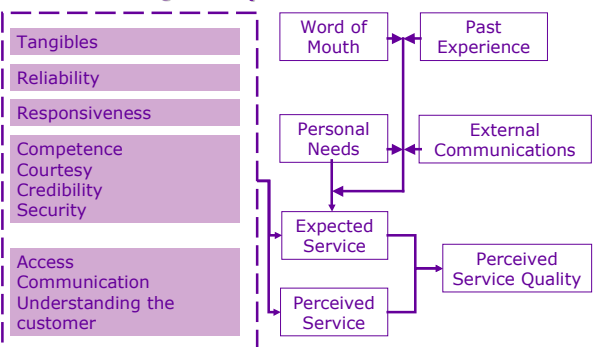 Tangibles
Reliability
Responsiveness
Competence
Courtesy
Credibility
Security
Access
Communication
Understanding the
customer
Word of
Mouth
Past
Experience
Personal
Needs
External
Communications
Expected
Service
Perceived
Service
Perceived
Service Quality